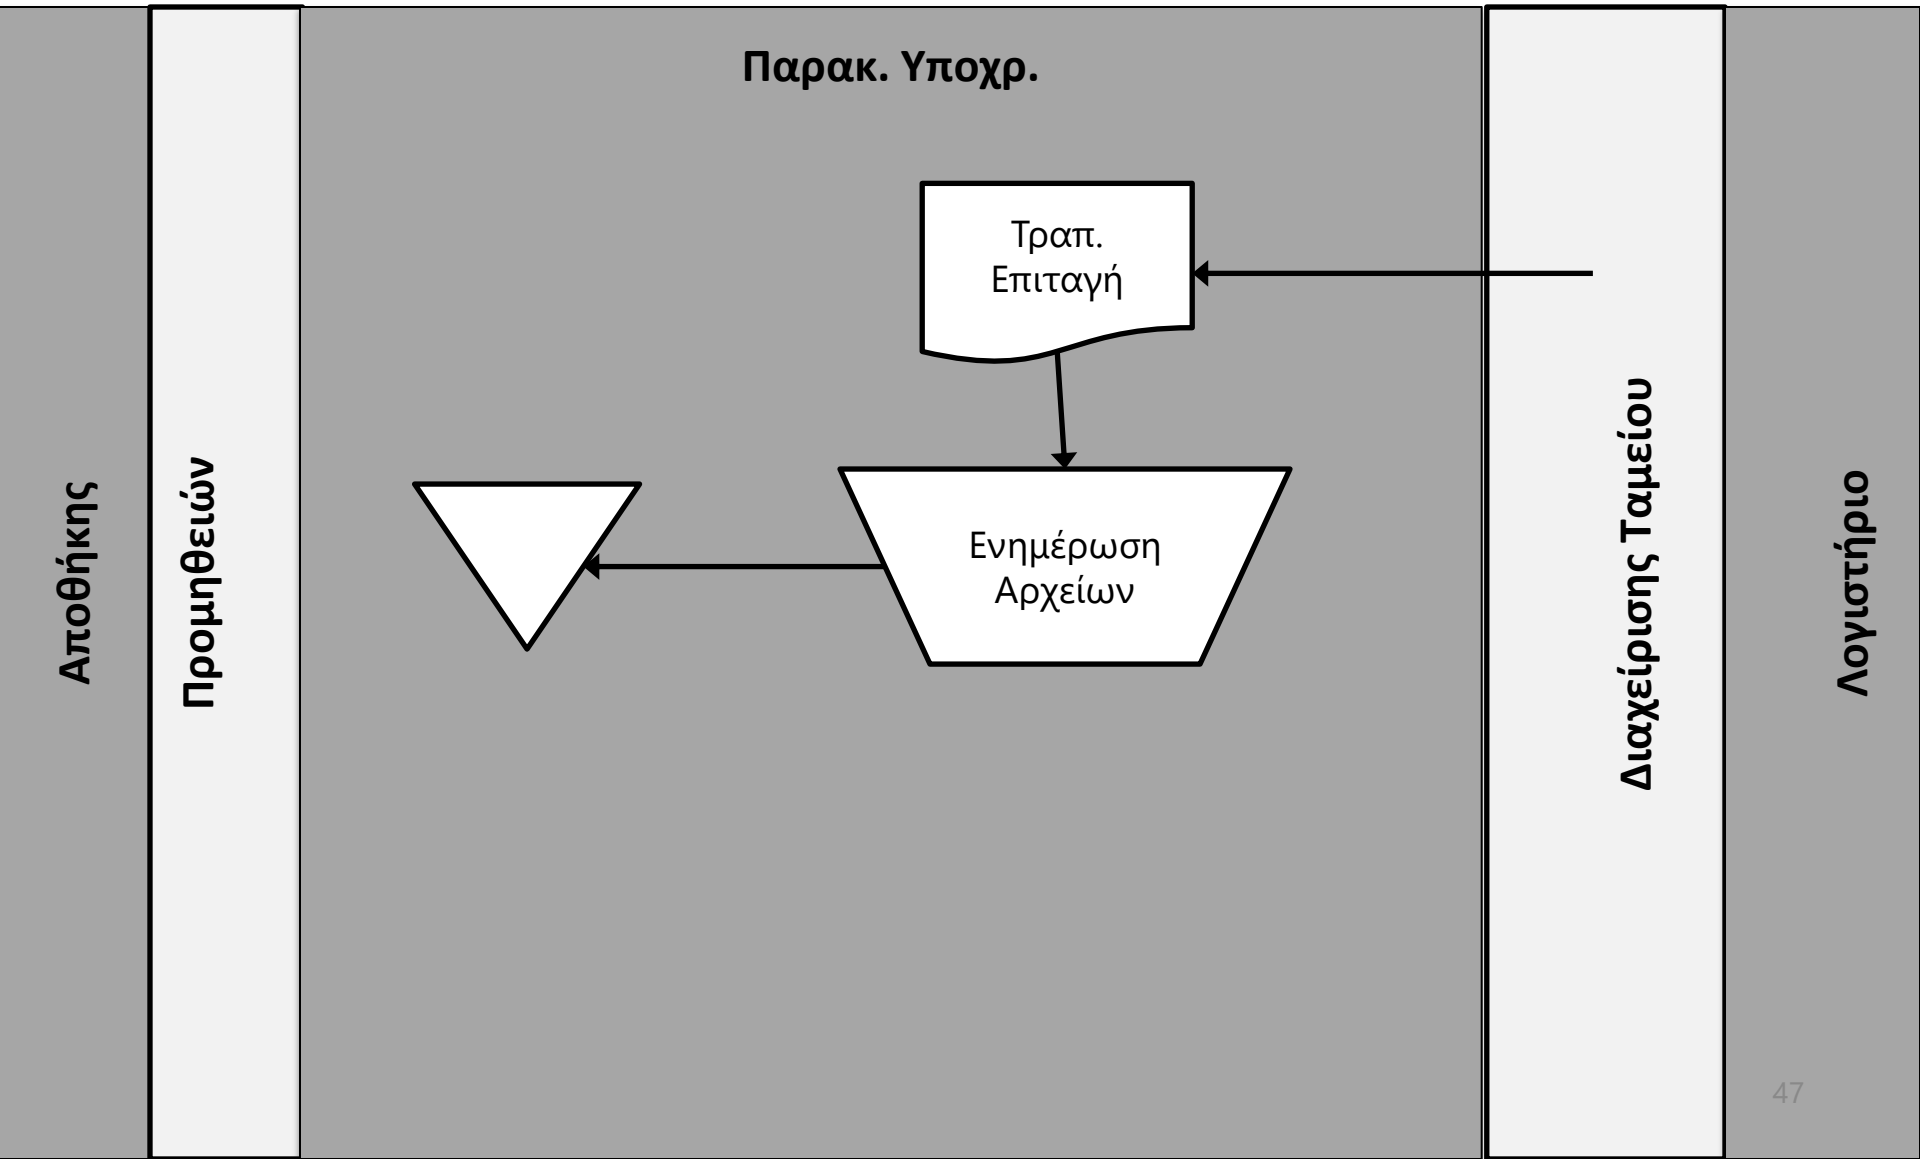 Παρακ. Υποχρ.
Αποθήκης
Προμηθειών
Τραπ.
Επιταγή
Ενημέρωση
Αρχείων
Διαχείρισης Ταμείου
Λογιστήριο
47